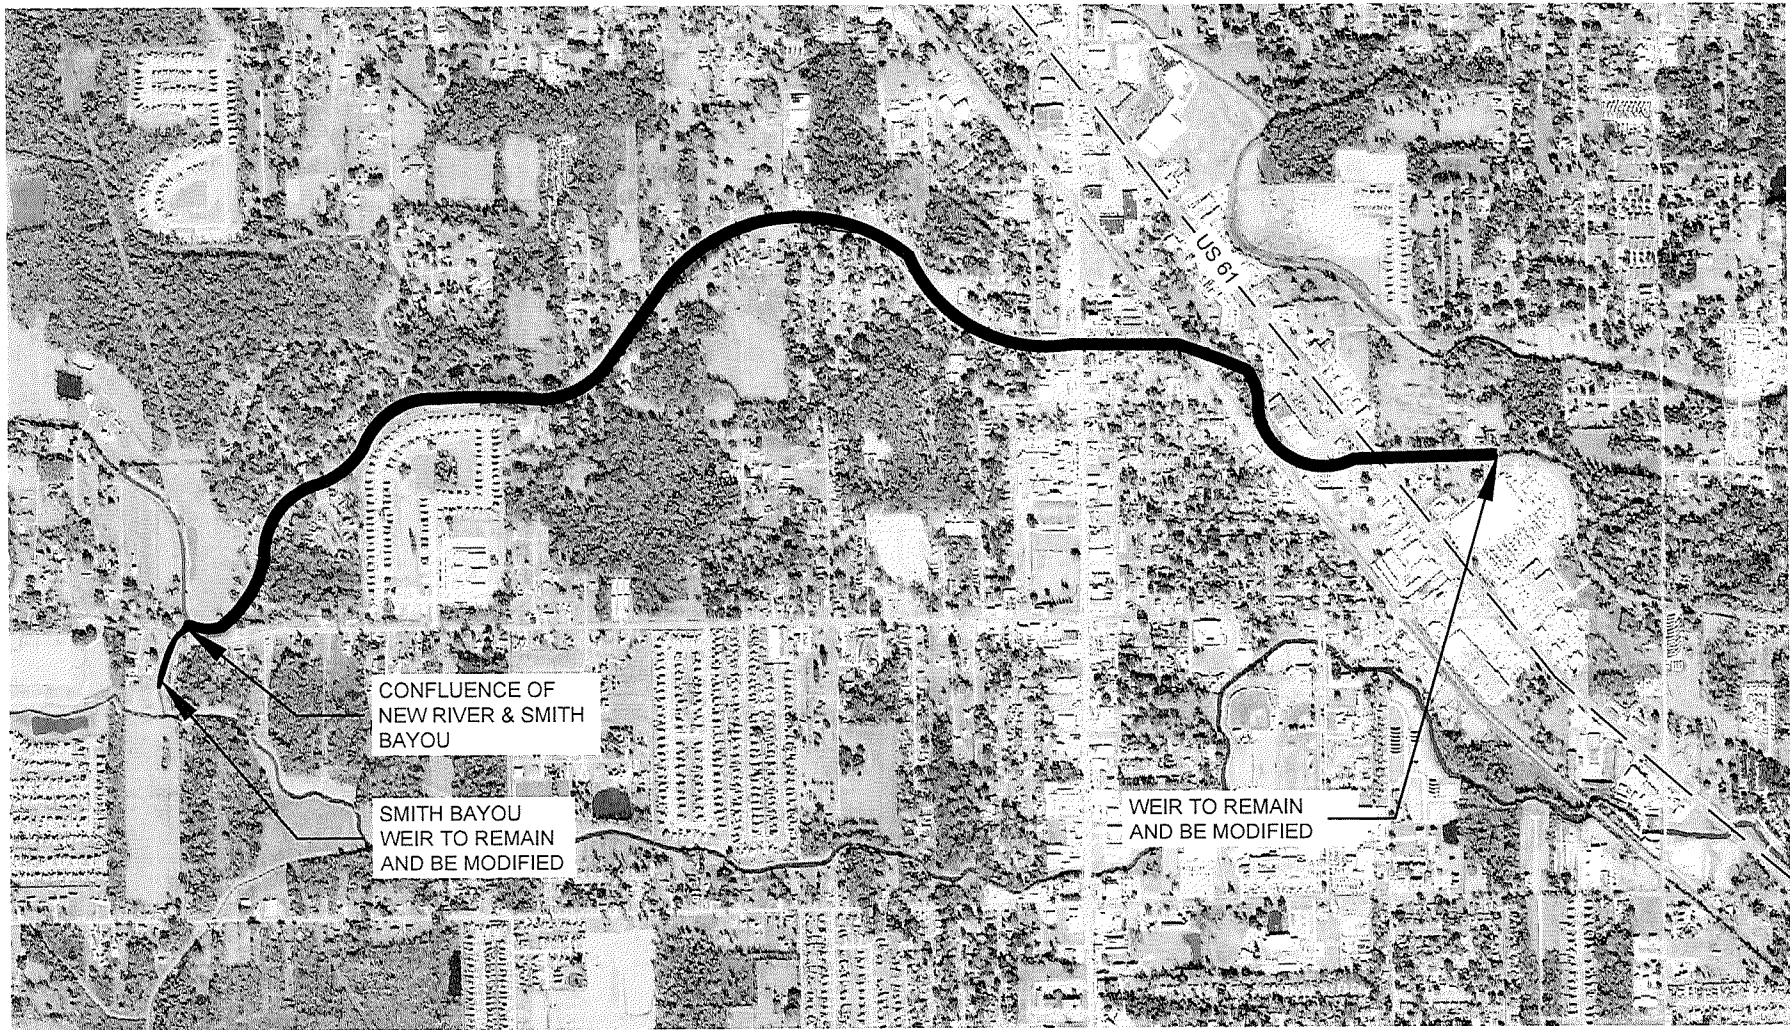 US 61
CONFLUENCE OF
NEW RIVER & SMITH
BAYOU
SMITH BAYOU
WEIR TO REMAIN
AND BE MODIFIED
WEIR TO REMAIN
AND BE MODIFIED